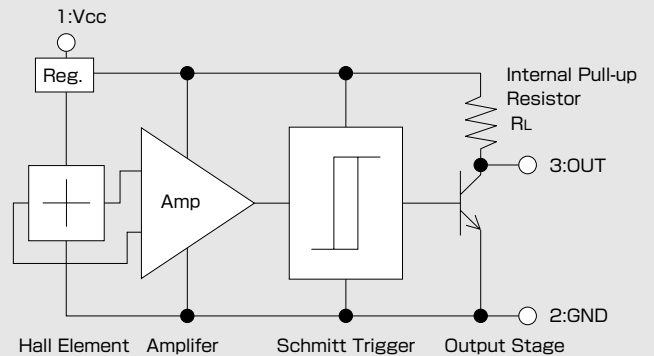 1:Vcc
Reg.
Internal Pull-up
Resistor
RL
Amp
3:OUT
2:GND
Hall Element
Amplifer
Schmitt Trigger
Output Stage